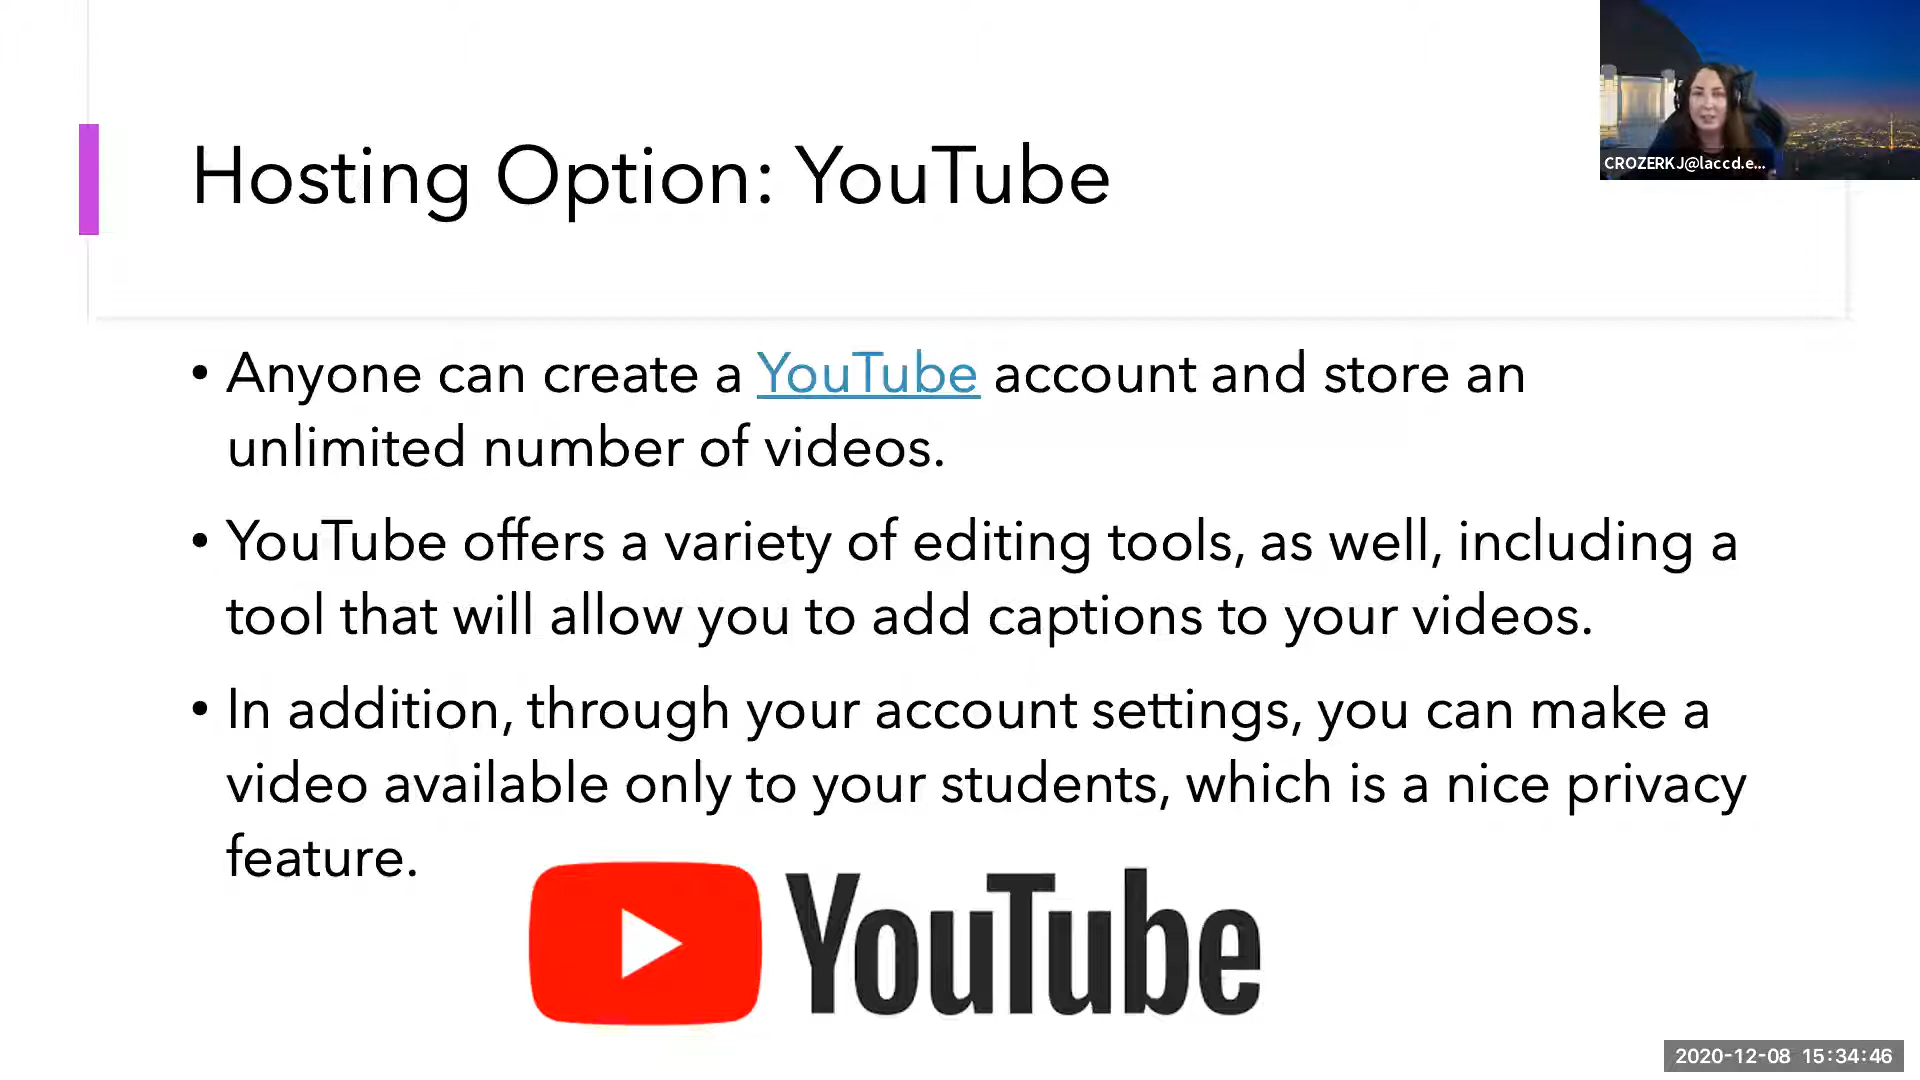 Hosting Option: YouTube
CROZERKJ@laccd.e...
• Anyone can create a YouTube account and store an
unlimited number of videos.
• YouTube offers a variety of editing tools, as well, including a
tool that will allow you to add captions to your videos.
• In addition, through your account settings, you can make a
video available only to your students, which is a nice privacy
feature.
YouTube
2020-12-08 15:34:46